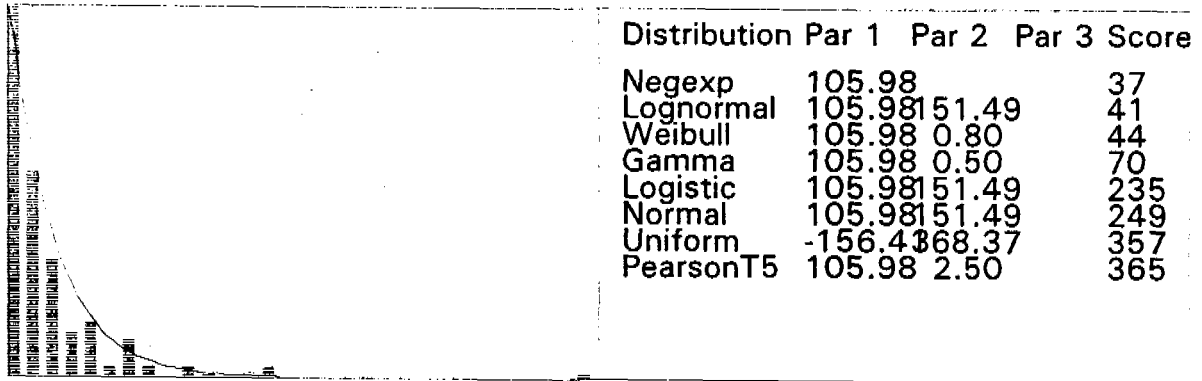 Distribution Par 1 Par 2 Par 3 Score
Negexp 105.98 37
Lognormal 105.98 151.49 41
Weibull 105.98 0.80 44
Gamma 105.98 0.50 70
Logistic 105.98 151.49 235
Normal 105.98 151.49 249
Uniform -156.41 368.37 357
PearsonT5 105.98 2.50 365